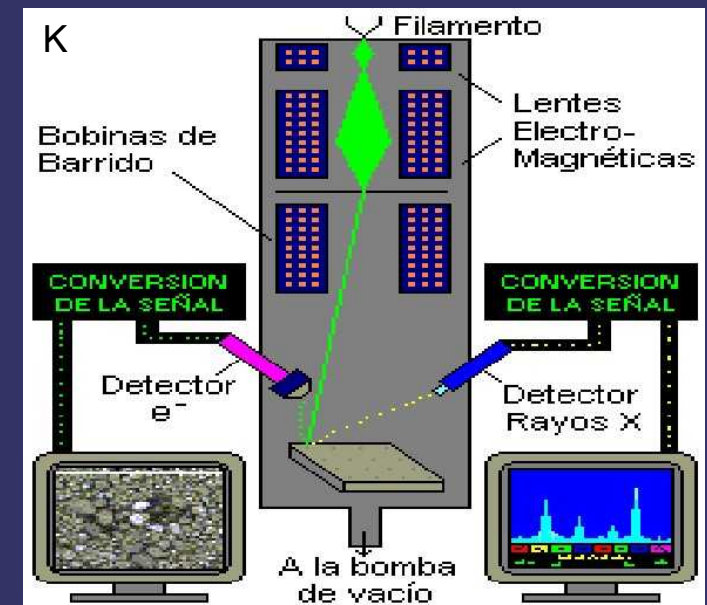 K
Filamento
Lentes
Electro-
Magnéticas
Bobinas de
Barrido
CONVERSION
DE LA SEÑAL
CONVERSION
DE LA SEÑAL
Detector
e⁻
Detector
Rayos X
A la bomba
de vacío